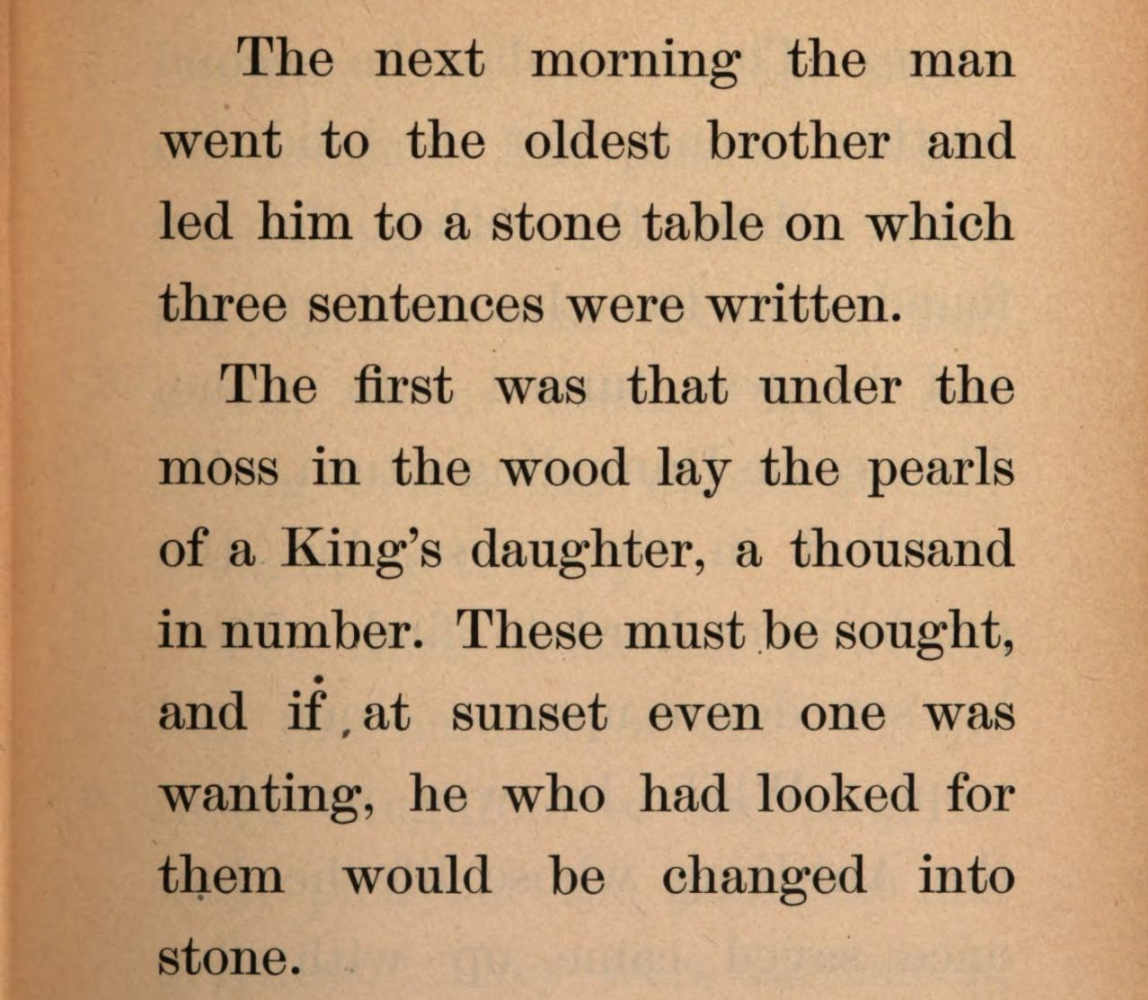 The next morning the man
went to the oldest brother and
led him to a stone table on which
three sentences were written.
The first was that under the
moss in the wood lay the pearls
of a King's daughter, a thousand
in number. These must be sought,
and if at sunset even one was
wanting, he who had looked for
them would be changed into
stone.